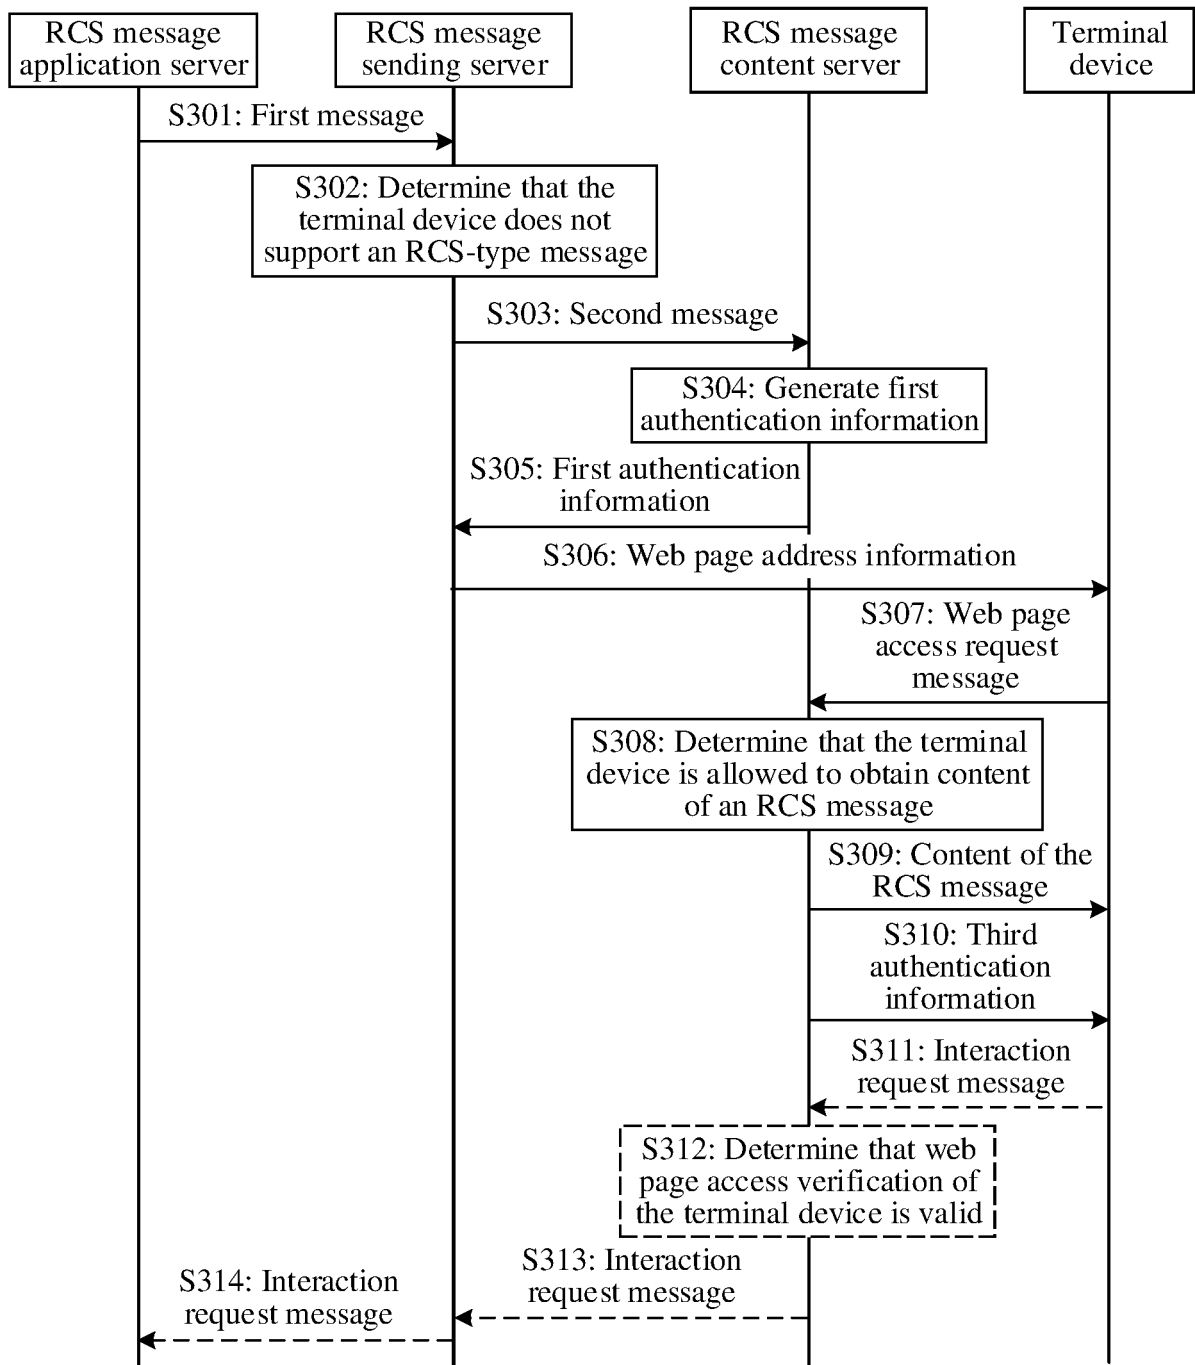 RCS message
application server
RCS message
sending server
RCS message
content server
Terminal
device
S301: First message
S302: Determine that the
terminal device does not
support an RCS-type message
S303: Second message
S304: Generate first
authentication information
S305: First authentication
information
S306: Web page address information
S307: Web page
access request
message
S308: Determine that the terminal
device is allowed to obtain content
of an RCS message
S309: Content of the
RCS message
S310: Third
authentication
information
S311: Interaction
request message
S312: Determine that web
page access verification of
the terminal device is valid
S313: Interaction
request message
S314: Interaction
request message